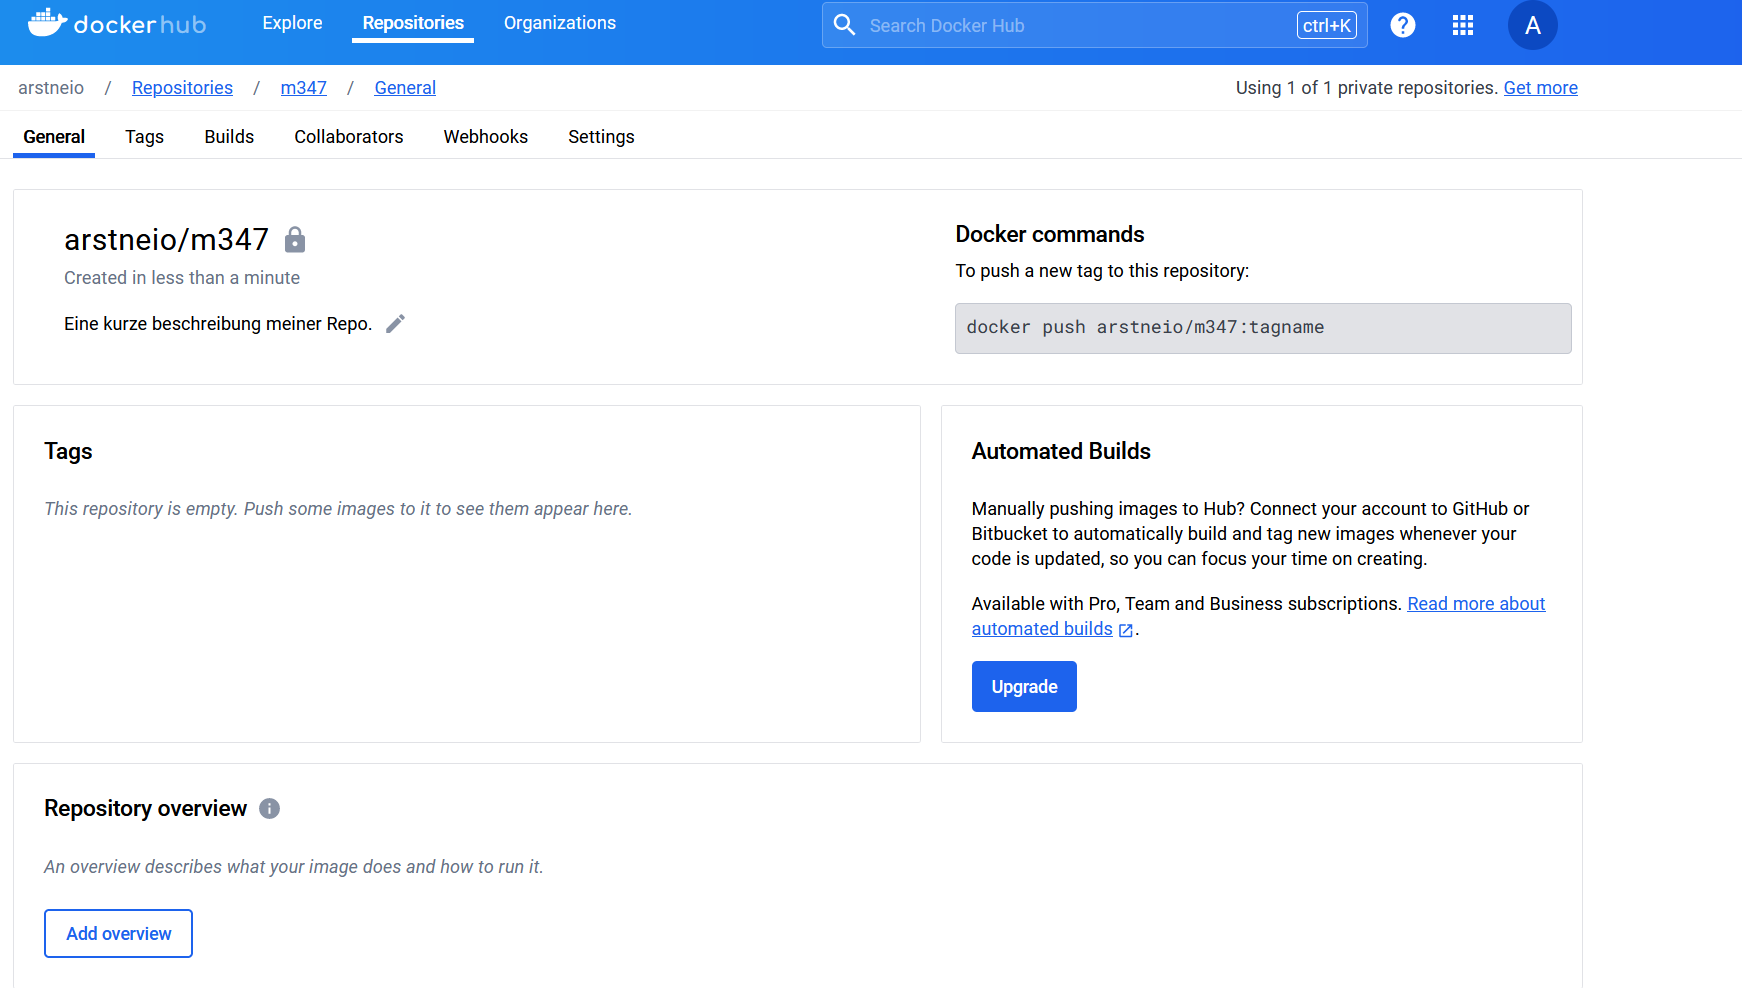 dockerhub Explore Repositories Organizations Search Docker Hub ctrl+K ? A
arstneio / Repositories / m347 / General Using 1 of 1 private repositories. Get more
General Tags Builds Collaborators Webhooks Settings
arstneio/m347
Created in less than a minute
Eine kurze beschreibung meiner Repo.
Docker commands
To push a new tag to this repository:
docker push arstneio/m347:tagname
Tags
This repository is empty. Push some images to it to see them appear here.
Automated Builds
Manually pushing images to Hub? Connect your account to GitHub or
Bitbucket to automatically build and tag new images whenever your
code is updated, so you can focus your time on creating.
Available with Pro, Team and Business subscriptions. Read more about
automated builds .
Upgrade
Repository overview i
An overview describes what your image does and how to run it.
Add overview